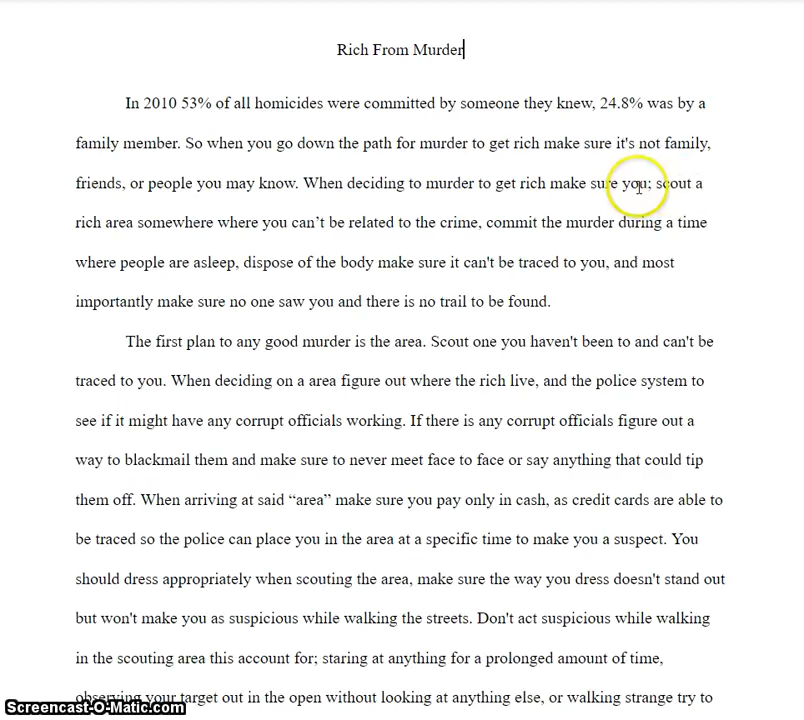 Rich From Murder
In 2010 53% of all homicides were committed by someone they knew, 24.8% was by a
family member. So when you go down the path for murder to get rich make sure it's not family,
friends, or people you may know. When deciding to murder to get rich make sure you; scout a
rich area somewhere where you can’t be related to the crime, commit the murder during a time
where people are asleep, dispose of the body make sure it can't be traced to you, and most
importantly make sure no one saw you and there is no trail to be found.
The first plan to any good murder is the area. Scout one you haven't been to and can't be
traced to you. When deciding on a area figure out where the rich live, and the police system to
see if it might have any corrupt officials working. If there is any corrupt officials figure out a
way to blackmail them and make sure to never meet face to face or say anything that could tip
them off. When arriving at said “area” make sure you pay only in cash, as credit cards are able to
be traced so the police can place you in the area at a specific time to make you a suspect. You
should dress appropriately when scouting the area, make sure the way you dress doesn't stand out
but won't make you as suspicious while walking the streets. Don't act suspicious while walking
in the scouting area this account for; staring at anything for a prolonged amount of time,
observing your target out in the open without looking at anything else, or walking strange try to
Screencast-O-Matic.com